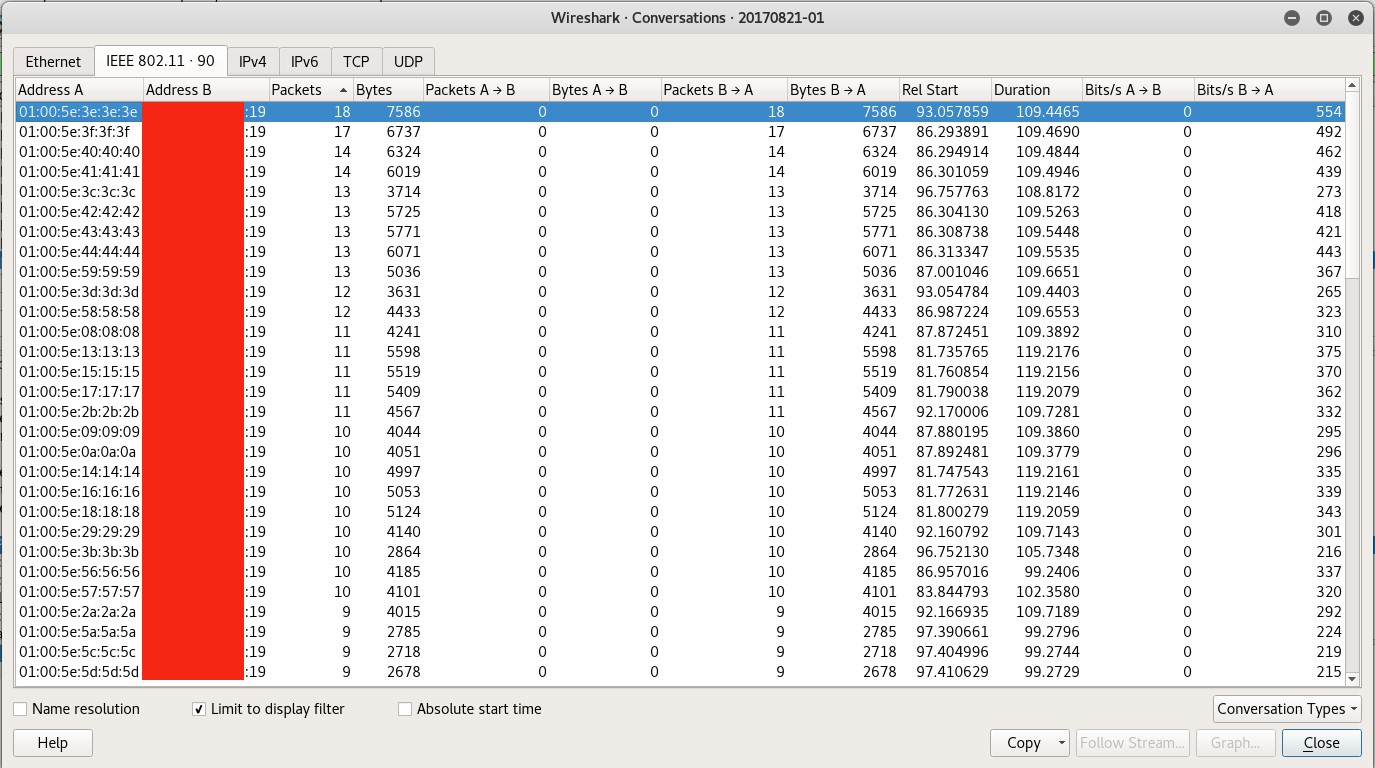 Wireshark · Conversations · 20170821-01
Ethernet IEEE 802.11 · 90 IPv4 IPv6 TCP UDP
Address A Address B Packets Bytes Packets A → B Bytes A → B Packets B → A Bytes B → A Rel Start Duration Bits/s A → B Bits/s B → A
01:00:5e:3e:3e:3e :19 18 7586 0 0 18 7586 93.057859 109.4465 0 554
01:00:5e:3f:3f:3f :19 17 6737 0 0 17 6737 86.293891 109.4690 0 492
01:00:5e:40:40:40 :19 14 6324 0 0 14 6324 86.294914 109.4844 0 462
01:00:5e:41:41:41 :19 14 6019 0 0 14 6019 86.301059 109.4946 0 439
01:00:5e:3c:3c:3c :19 13 3714 0 0 13 3714 96.757763 108.8172 0 273
01:00:5e:42:42:42 :19 13 5725 0 0 13 5725 86.304130 109.5263 0 418
01:00:5e:43:43:43 :19 13 5771 0 0 13 5771 86.308738 109.5448 0 421
01:00:5e:44:44:44 :19 13 6071 0 0 13 6071 86.313347 109.5535 0 443
01:00:5e:59:59:59 :19 13 5036 0 0 13 5036 87.001046 109.6651 0 367
01:00:5e:3d:3d:3d :19 12 3631 0 0 12 3631 93.054784 109.4403 0 265
01:00:5e:58:58:58 :19 12 4433 0 0 12 4433 86.987224 109.6553 0 323
01:00:5e:08:08:08 :19 11 4241 0 0 11 4241 87.872451 109.3892 0 310
01:00:5e:13:13:13 :19 11 5598 0 0 11 5598 81.735765 119.2176 0 375
01:00:5e:15:15:15 :19 11 5519 0 0 11 5519 81.760854 119.2156 0 370
01:00:5e:17:17:17 :19 11 5409 0 0 11 5409 81.790038 119.2079 0 362
01:00:5e:2b:2b:2b :19 11 4567 0 0 11 4567 92.170006 109.7281 0 332
01:00:5e:09:09:09 :19 10 4044 0 0 10 4044 87.880195 109.3860 0 295
01:00:5e:0a:0a:0a :19 10 4051 0 0 10 4051 87.892481 109.3779 0 296
01:00:5e:14:14:14 :19 10 4997 0 0 10 4997 81.747543 119.2161 0 335
01:00:5e:16:16:16 :19 10 5053 0 0 10 5053 81.772631 119.2146 0 339
01:00:5e:18:18:18 :19 10 5124 0 0 10 5124 81.800279 119.2059 0 343
01:00:5e:29:29:29 :19 10 4140 0 0 10 4140 92.160792 109.7143 0 301
01:00:5e:3b:3b:3b :19 10 2864 0 0 10 2864 96.752130 105.7348 0 216
01:00:5e:56:56:56 :19 10 4185 0 0 10 4185 86.957016 99.2406 0 337
01:00:5e:57:57:57 :19 10 4101 0 0 10 4101 83.844793 102.3580 0 320
01:00:5e:2a:2a:2a :19 9 4015 0 0 9 4015 92.166935 109.7189 0 292
01:00:5e:5a:5a:5a :19 9 2785 0 0 9 2785 97.390661 99.2796 0 224
01:00:5e:5c:5c:5c :19 9 2718 0 0 9 2718 97.404996 99.2744 0 219
01:00:5e:5d:5d:5d :19 9 2678 0 0 9 2678 97.410629 99.2729 0 215
Name resolution Limit to display filter Absolute start time Conversation Types
Help Copy Follow Stream... Graph... Close